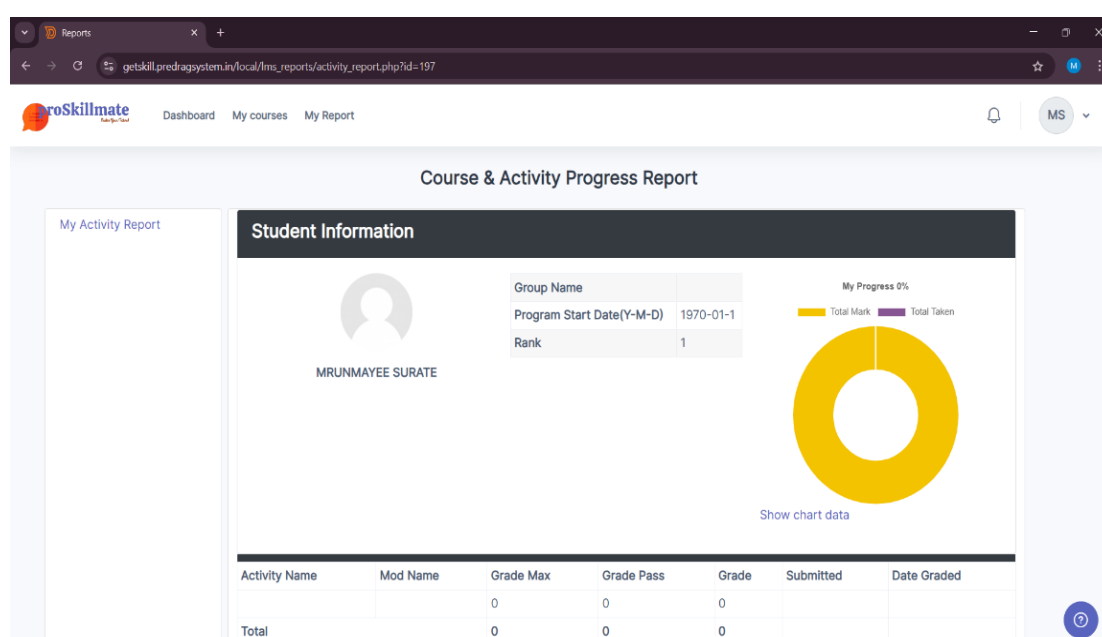 Reports
getskill.predragsystem.in/local/lms_reports/activity_report.php?id=197
M
proSkillmate
Dashboard My courses My Report
MS
Course & Activity Progress Report
My Activity Report
Student Information
MRUNMAYEE SURATE
Group Name
Program Start Date(Y-M-D) 1970-01-1
Rank 1
My Progress 0%
Total Mark Total Taken
Show chart data
Activity Name Mod Name Grade Max Grade Pass Grade Submitted Date Graded
0 0 0
Total 0 0 0